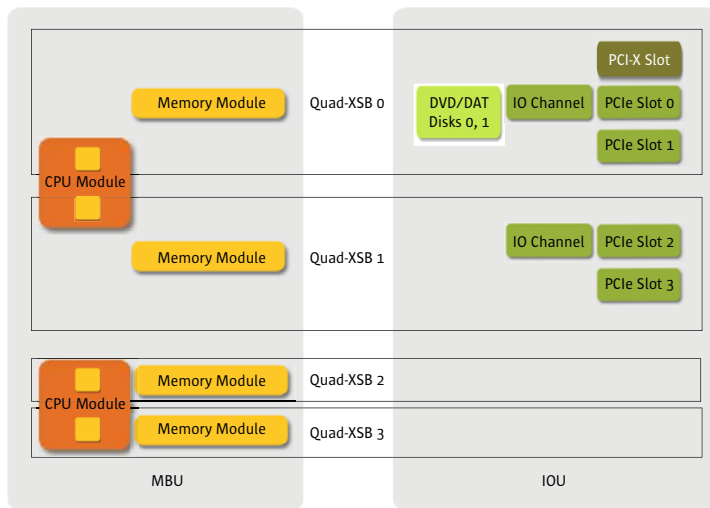 PCI-X Slot
Memory Module
Quad-XSB 0
DVD/DAT
Disks 0, 1
IO Channel
PCIe Slot 0
PCIe Slot 1
CPU Module
Memory Module
Quad-XSB 1
IO Channel
PCIe Slot 2
PCIe Slot 3
Memory Module
Quad-XSB 2
CPU Module
Memory Module
Quad-XSB 3
MBU
IOU